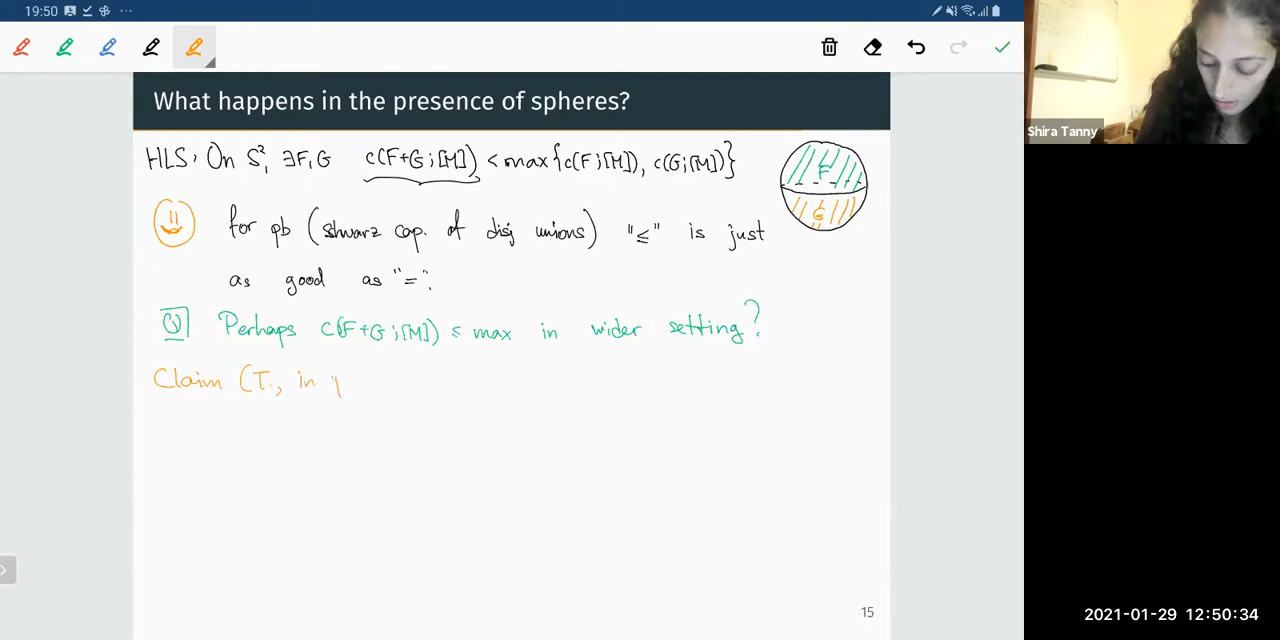 19:50
What happens in the presence of spheres?
HLS: On S², ∃F,G c(F+G;[M]) < max{c(F;[M]), c(G;[M])}
F
G
for pb (Shwarz cap. of disj unions) "≤" is just
as good as "=".
Q Perhaps c(F+G;[M]) ≤ max in wider setting?
Claim (T., in
15
Shira Tanny
2021-01-29 12:50:34